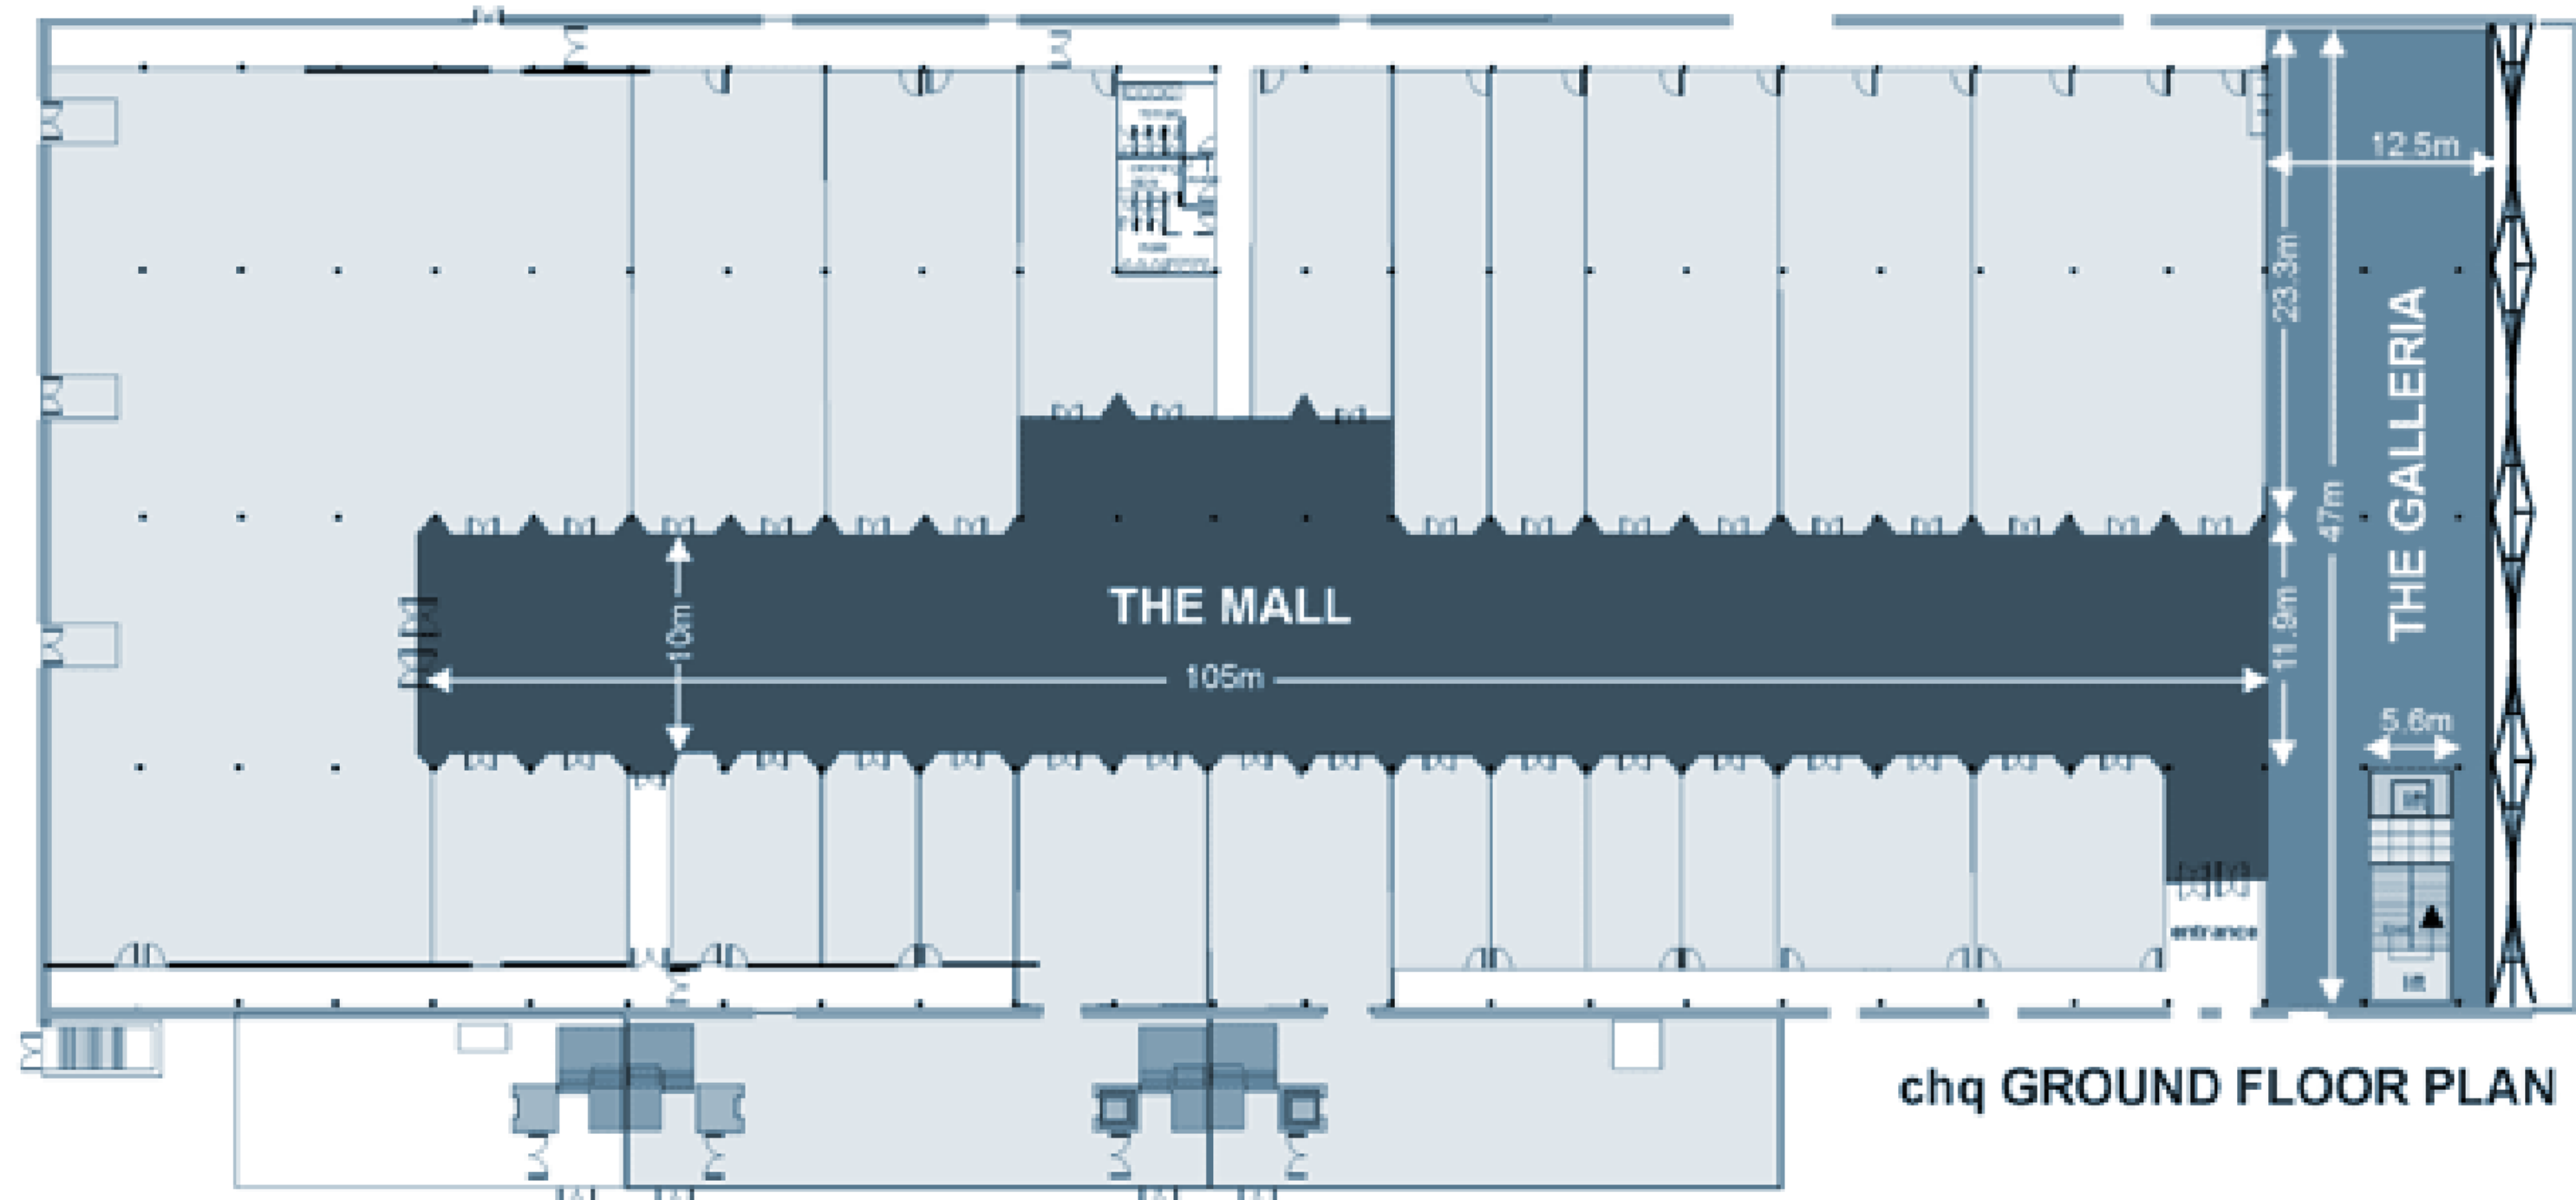 12.5m
23.3m
THE GALLERIA
47m
THE MALL
10m
11.9m
105m
5.6m
lift
entrance
lift
chq GROUND FLOOR PLAN